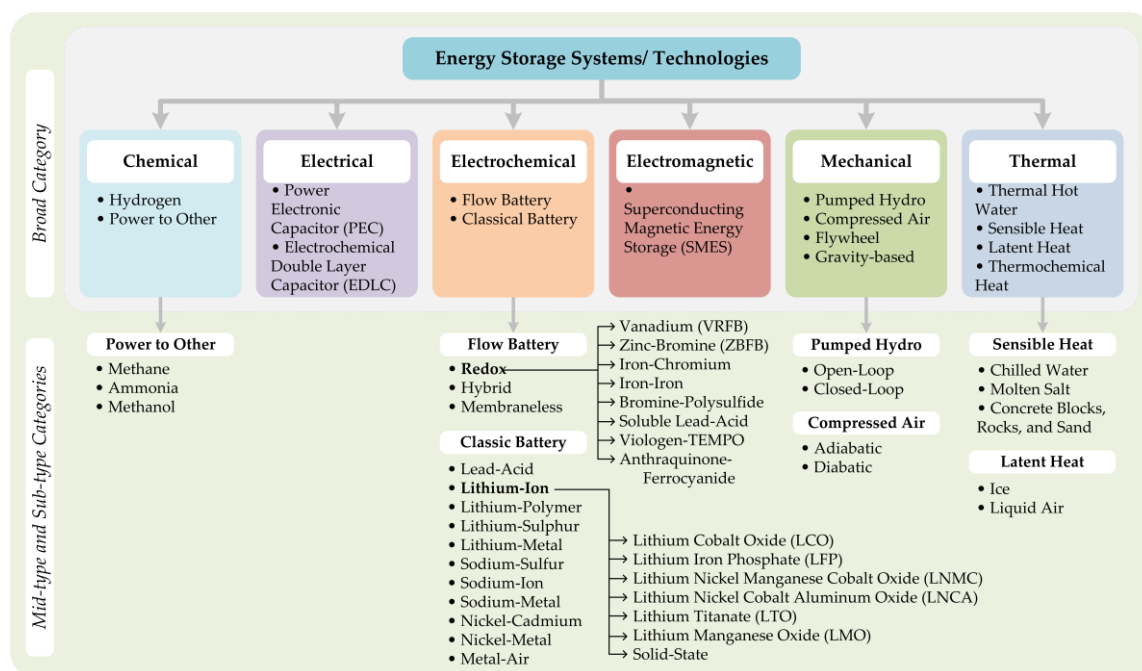 Energy Storage Systems/ Technologies
Broad Category
Chemical
• Hydrogen
• Power to Other
Electrical
• Power
Electronic
Capacitor (PEC)
• Electrochemical
Double Layer
Capacitor (EDLC)
Electrochemical
• Flow Battery
• Classical Battery
Electromagnetic
•
Superconducting
Magnetic Energy
Storage (SMES)
Mechanical
• Pumped Hydro
• Compressed Air
• Flywheel
• Gravity-based
Thermal
• Thermal Hot
Water
• Sensible Heat
• Latent Heat
• Thermochemical
Heat
Mid-type and Sub-type Categories
Power to Other
• Methane
• Ammonia
• Methanol
Flow Battery
• Redox
• Hybrid
• Membraneless
Vanadium (VRFB)
Zinc-Bromine (ZBFB)
Iron-Chromium
Iron-Iron
Bromine-Polysulfide
Soluble Lead-Acid
Viologen-TEMPO
Anthraquinone-
Ferrocyanide
Classic Battery
• Lead-Acid
• Lithium-Ion
• Lithium-Polymer
• Lithium-Sulphur
• Lithium-Metal
• Sodium-Sulfur
• Sodium-Ion
• Sodium-Metal
• Nickel-Cadmium
• Nickel-Metal
• Metal-Air
Lithium Cobalt Oxide (LCO)
Lithium Iron Phosphate (LFP)
Lithium Nickel Manganese Cobalt Oxide (LNMC)
Lithium Nickel Cobalt Aluminum Oxide (LNCA)
Lithium Titanate (LTO)
Lithium Manganese Oxide (LMO)
Solid-State
Pumped Hydro
• Open-Loop
• Closed-Loop
Compressed Air
• Adiabatic
• Diabatic
Sensible Heat
• Chilled Water
• Molten Salt
• Concrete Blocks,
Rocks, and Sand
Latent Heat
• Ice
• Liquid Air